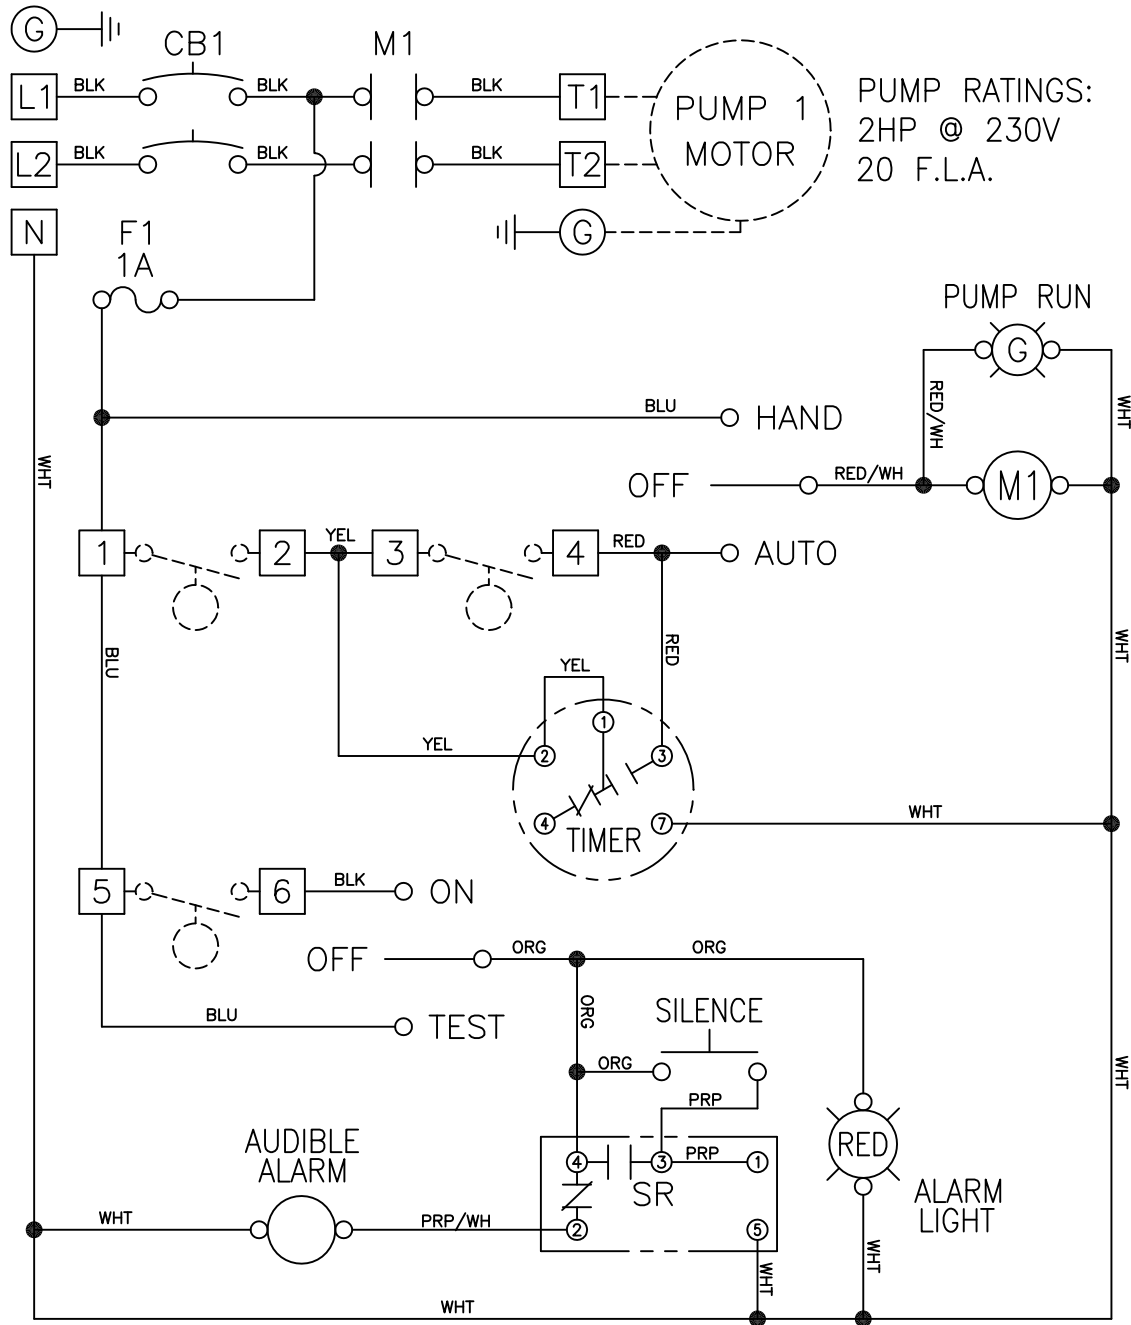 G
CB1
M1
L1
BLK
BLK
BLK
T1
PUMP 1
MOTOR
PUMP RATINGS:
2HP @ 230V
20 F.L.A.
L2
BLK
BLK
BLK
T2
N
G
F1
1A
PUMP RUN
G
RED/WH
WHT
BLU
HAND
WHT
OFF
RED/WH
M1
1
2
YEL
3
4
RED
AUTO
BLU
RED
WHT
YEL
1
YEL
2
3
4
TIMER
7
WHT
5
6
BLK
ON
OFF
ORG
ORG
ORG
BLU
TEST
SILENCE
ORG
WHT
PRP
AUDIBLE
ALARM
4
3
PRP
1
SR
RED
ALARM
LIGHT
WHT
PRP/WH
2
5
WHT
WHT
WHT